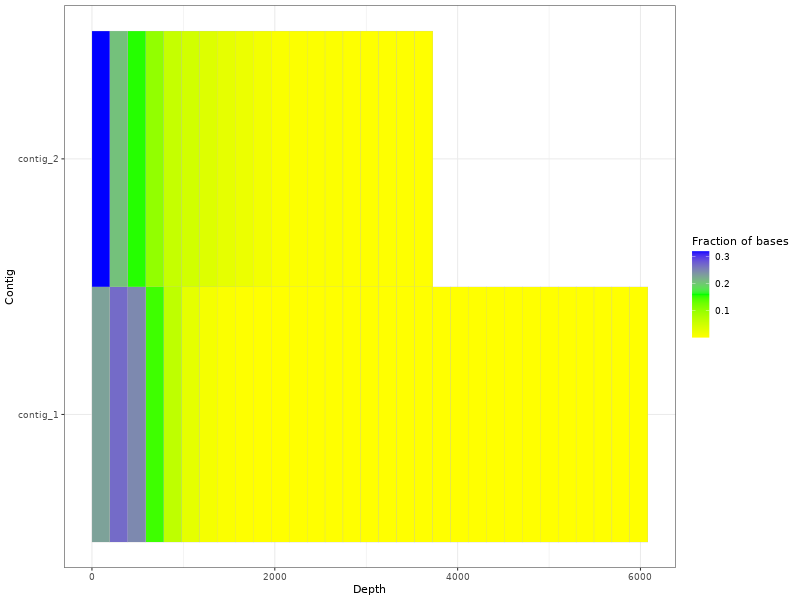 contig_2
contig_1
Contig
0
2000
4000
6000
Depth
Fraction of bases
0.3
0.2
0.1